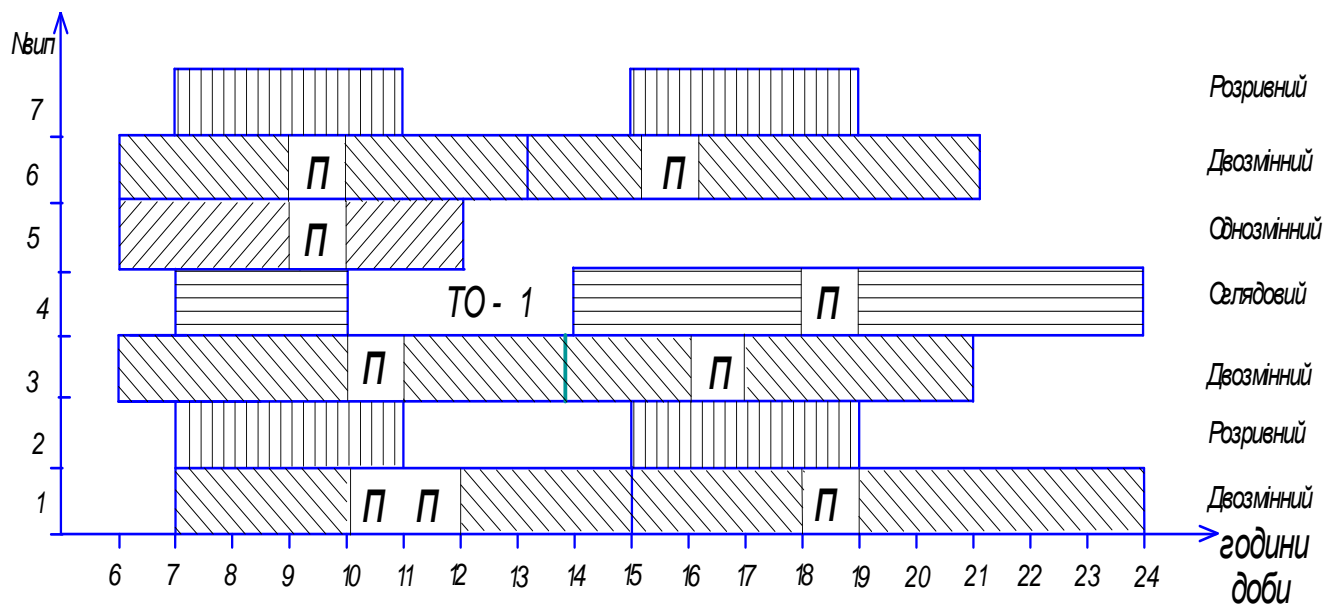 №вип
7
Розривний
6
П
П
Двозмінний
5
П
Однозмінний
4
ТО - 1
П
Оглядовий
3
П
П
Двозмінний
2
Розривний
1
П П
П
Двозмінний
6 7 8 9 10 11 12 13 14 15 16 17 18 19 20 21 22 23 24
години
доби